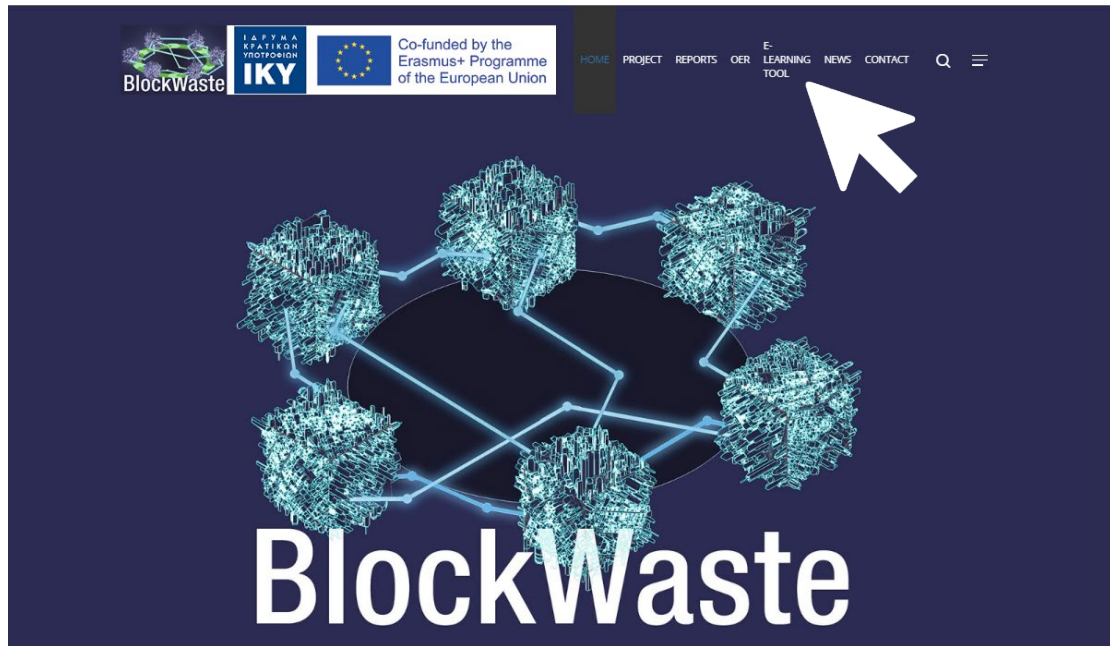 BlockWaste
ΙΔΡΥΜΑ
ΚΡΑΤΙΚΩΝ
ΥΠΟΤΡΟΦΙΩΝ
IKY
Co-funded by the
Erasmus+ Programme
of the European Union
HOME PROJECT REPORTS OER E-
LEARNING
TOOL NEWS CONTACT
BlockWaste